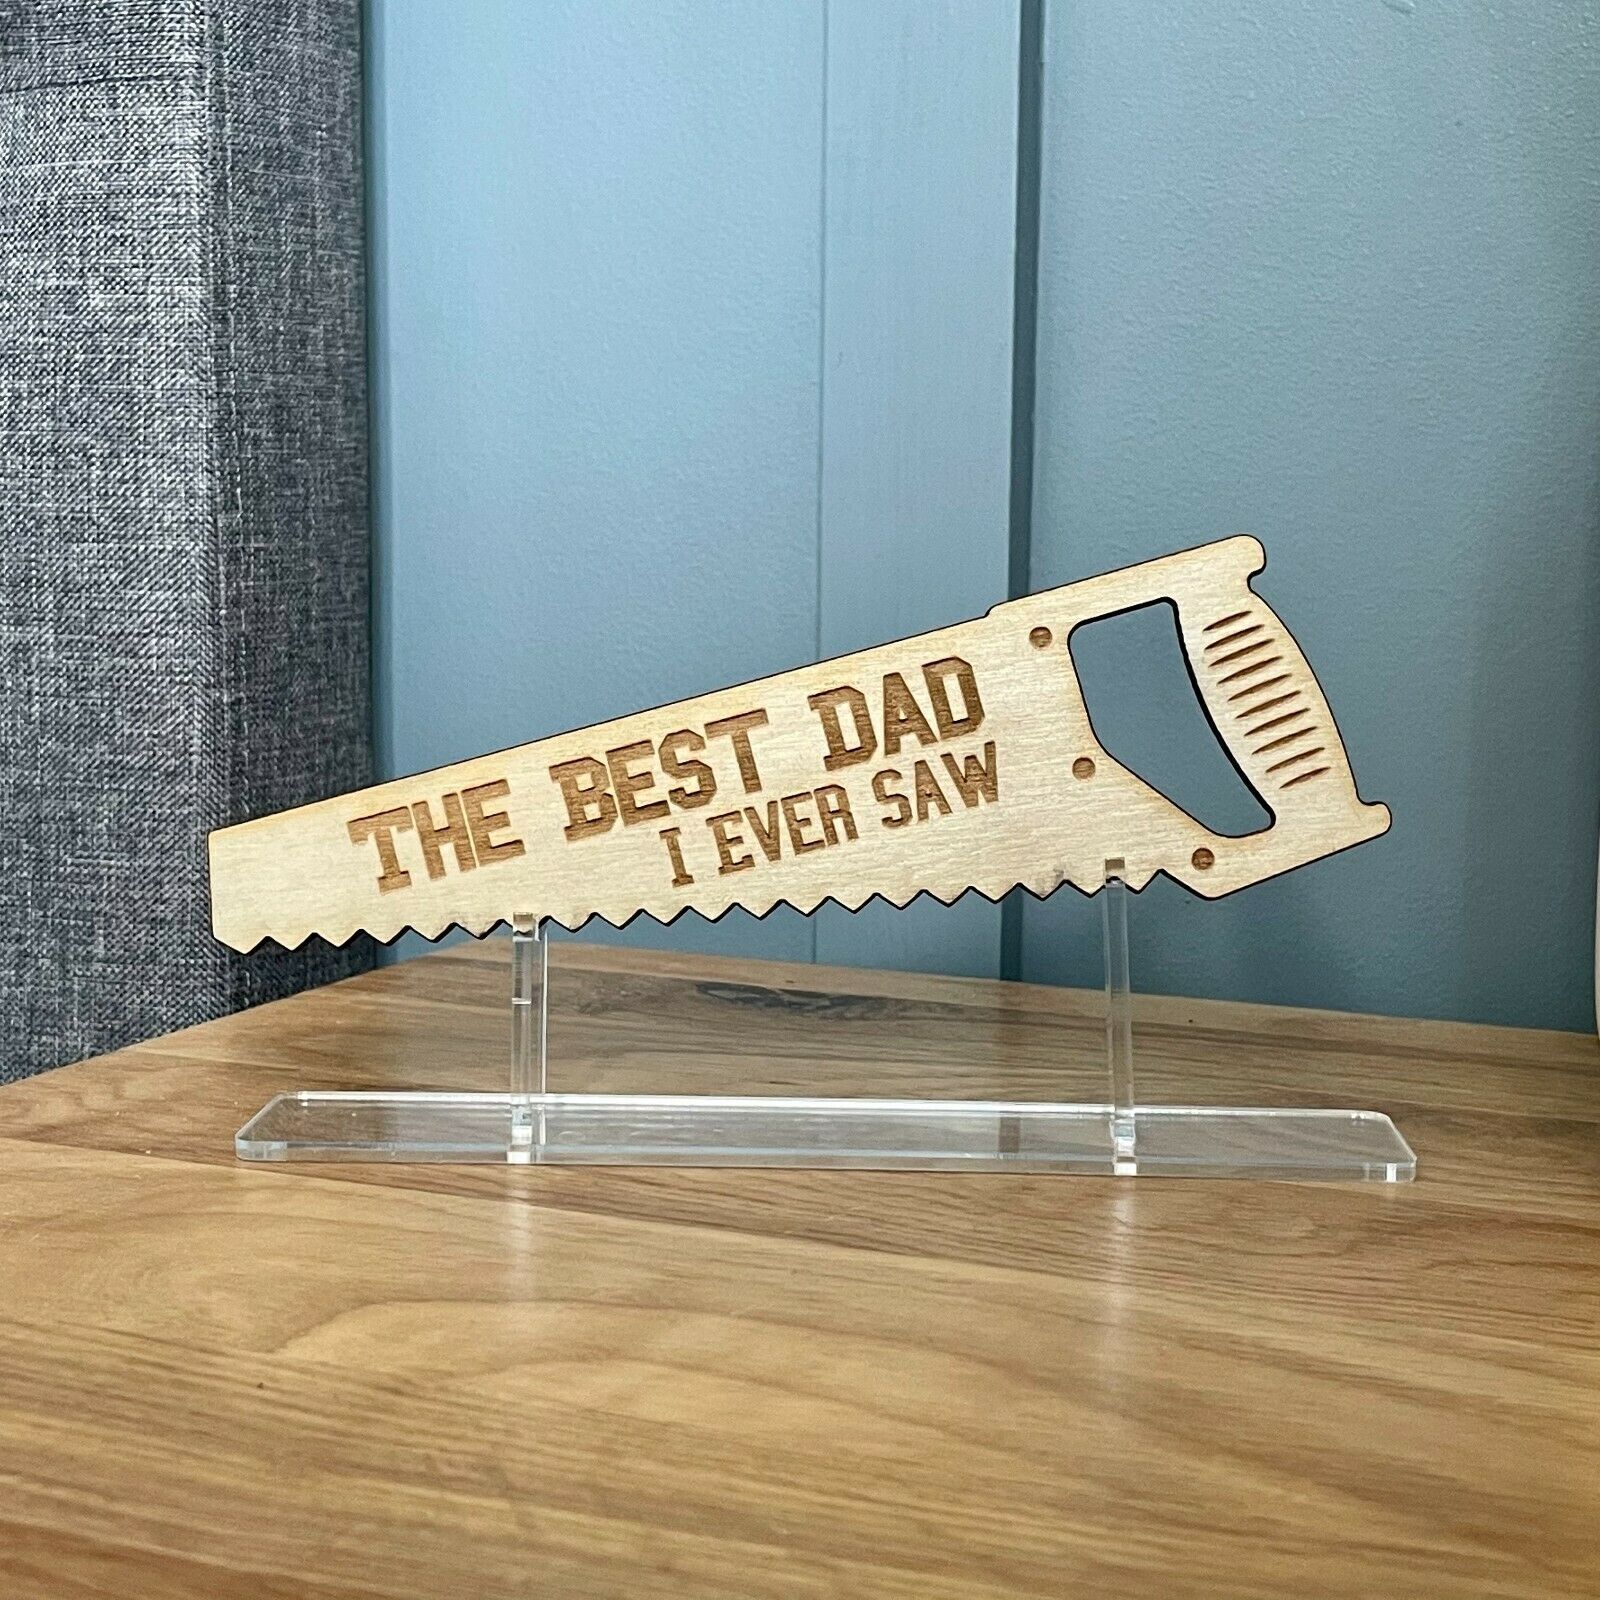 THE BEST DAD
I EVER SAW